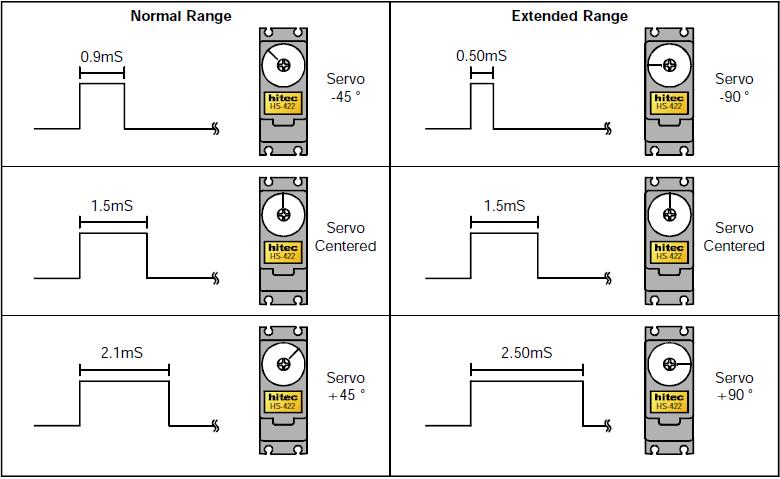 Normal Range
Extended Range
0.9mS
hitec
HS-422
Servo
-45 °
0.50mS
hitec
HS-422
Servo
-90 °
1.5mS
hitec
HS-422
Servo
Centered
1.5mS
hitec
HS-422
Servo
Centered
2.1mS
hitec
HS-422
Servo
+45 °
2.50mS
hitec
HS-422
Servo
+90 °